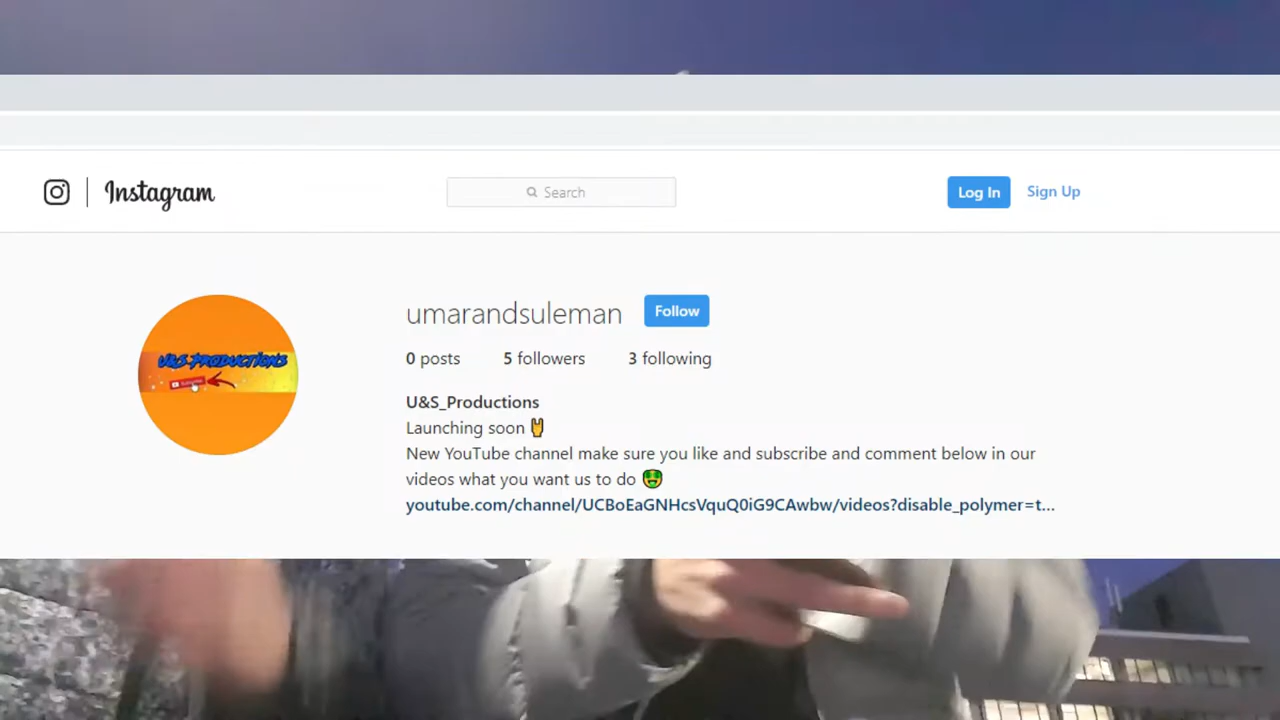 Instagram
Search
Log In
Sign Up
U&S PRODUCTIONS
umarandsuleman
Follow
0 posts 5 followers 3 following
U&S_Productions
Launching soon 🤘
New YouTube channel make sure you like and subscribe and comment below in our
videos what you want us to do 🤑
youtube.com/channel/UCBoEaGNHcsVquQ0iG9CAwbw/videos?disable_polymer=t...